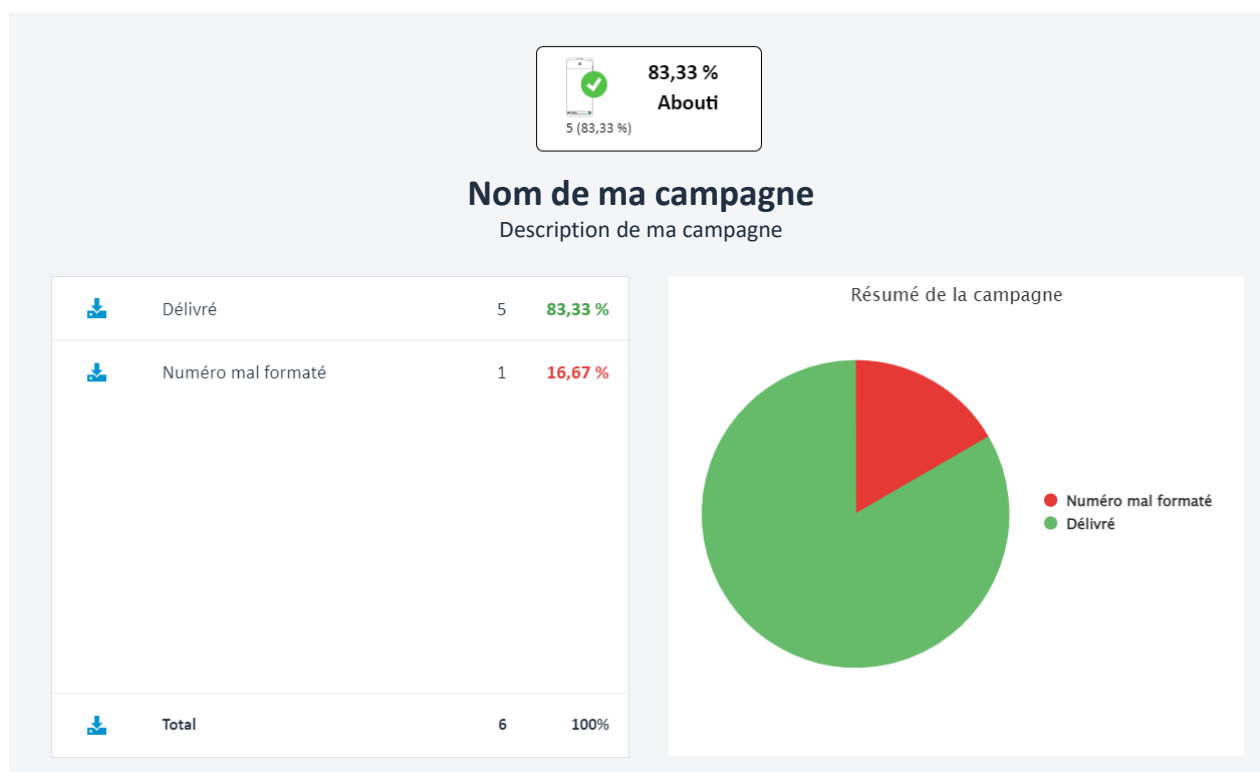 83,33 %
Abouti
5 (83,33 %)
Nom de ma campagne
Description de ma campagne
Délivré 5 83,33 %
Numéro mal formaté 1 16,67 %
Total 6 100%
Résumé de la campagne
Numéro mal formaté
Délivré